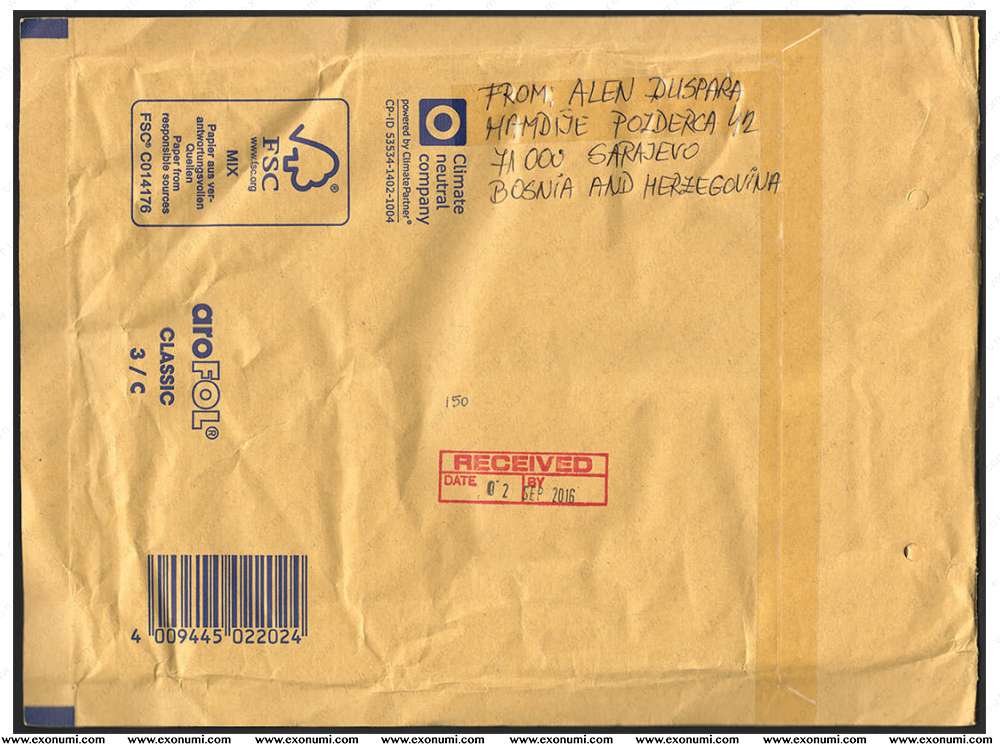 FROM: ALEN DUSPARA
HAMDIJE POZDERCA 42
71000 SARAJEVO
BOSNIA AND HERZEGOVINA
Climate
neutral
company
powered by ClimatePartner®
CP-ID 53534-1402-1004
FSC
®
www.fsc.org
MIX
Papier aus ver-
antwortungsvollen
Quellen
Paper from
responsible sources
FSC® C014176
aroFOL®
CLASSIC
3 / C
150
RECEIVED
DATE 02 BY SEP 2016
4 009445 022024
www.exonumi.com www.exonumi.com www.exonumi.com www.exonumi.com www.exonumi.com www.exonumi.com www.exonumi.com www.exonumi.com